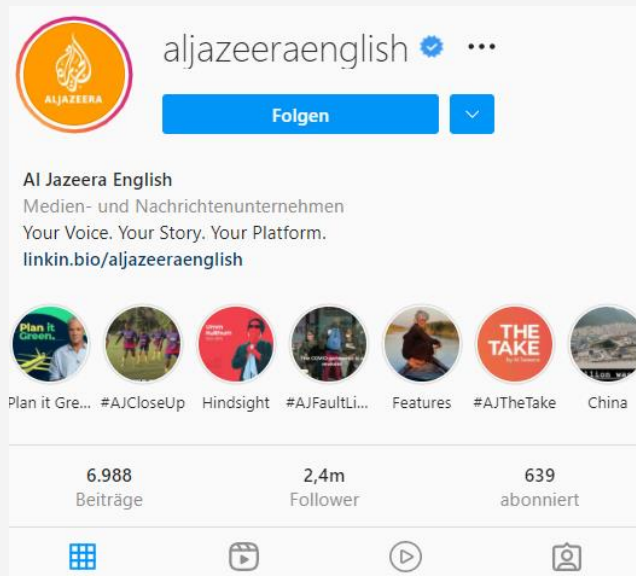 aljazeeraenglish
ALJAZEERA
Folgen
Al Jazeera English
Medien- und Nachrichtenunternehmen
Your Voice. Your Story. Your Platform.
linkin.bio/aljazeeraenglish
Plan it
Green.
THE
TAKE
Plan it Gre... #AJCloseUp Hindsight #AJFaultLi... Features #AJTheTake China
6.988 2,4m 639
Beiträge Follower abonniert